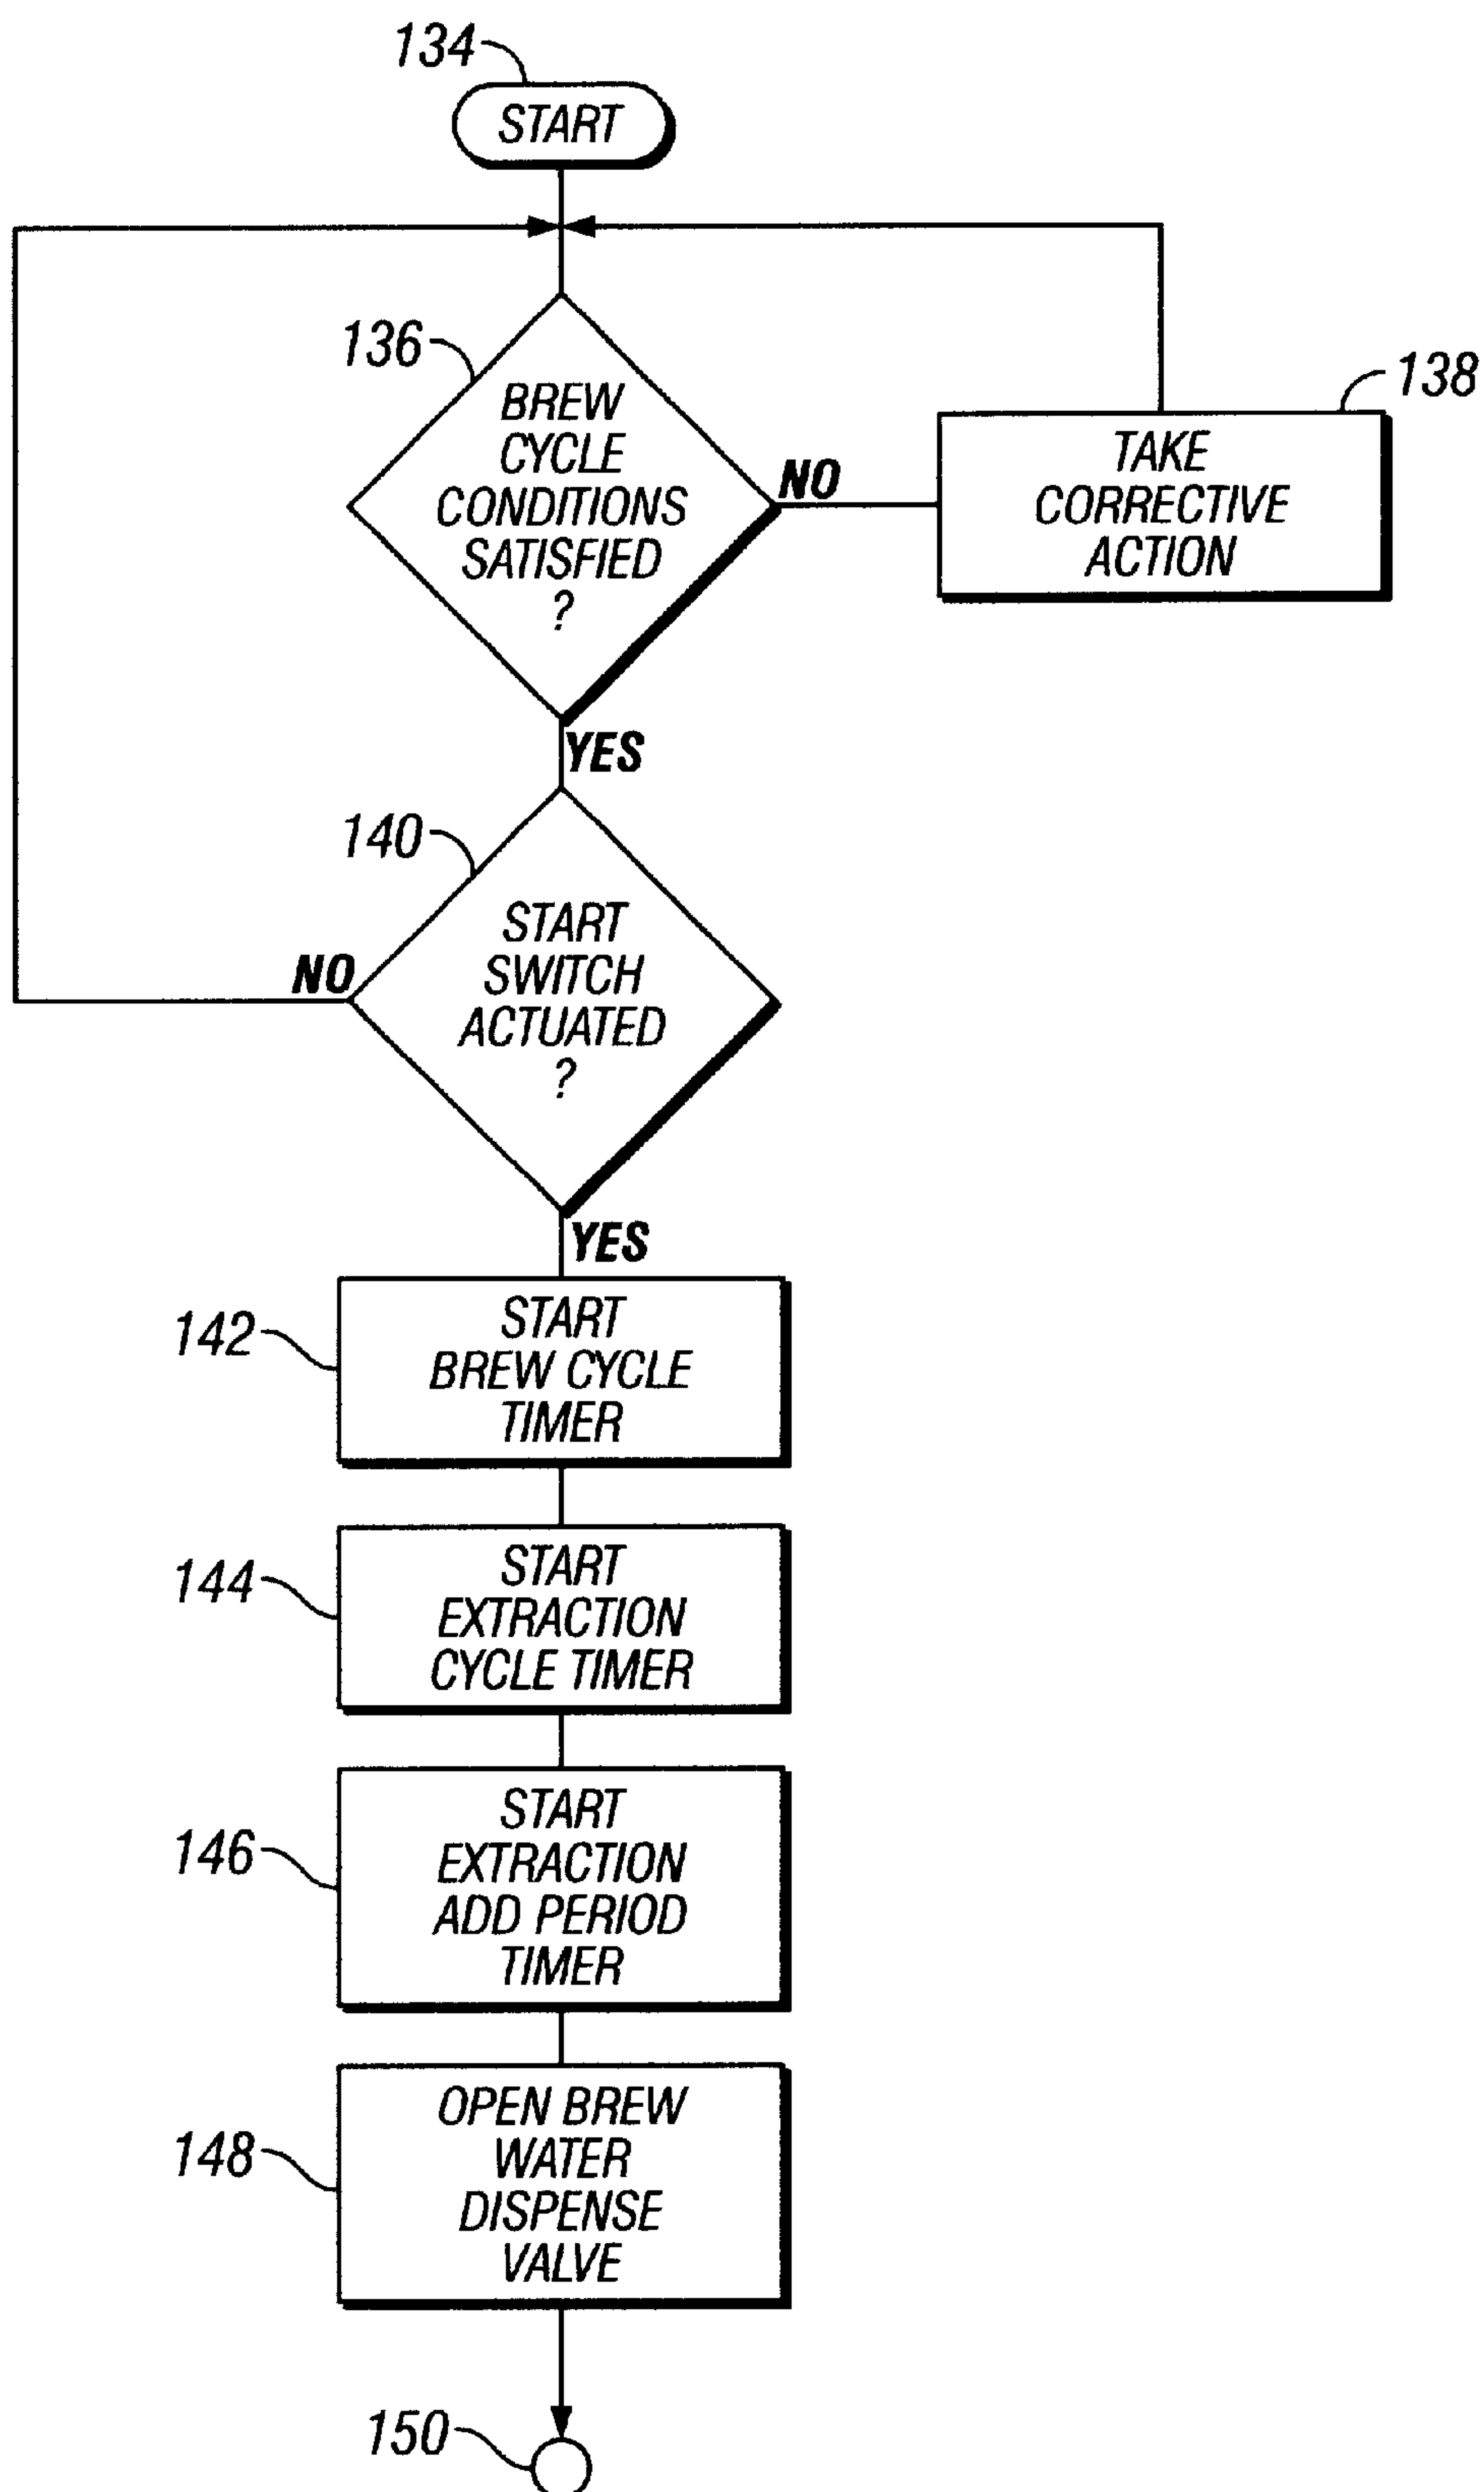 134
START
136
BREW
CYCLE
CONDITIONS
SATISFIED
?
NO
138
TAKE
CORRECTIVE
ACTION
YES
140
START
SWITCH
ACTUATED
?
NO
YES
142
START
BREW CYCLE
TIMER
144
START
EXTRACTION
CYCLE TIMER
146
START
EXTRACTION
ADD PERIOD
TIMER
148
OPEN BREW
WATER
DISPENSE
VALVE
150